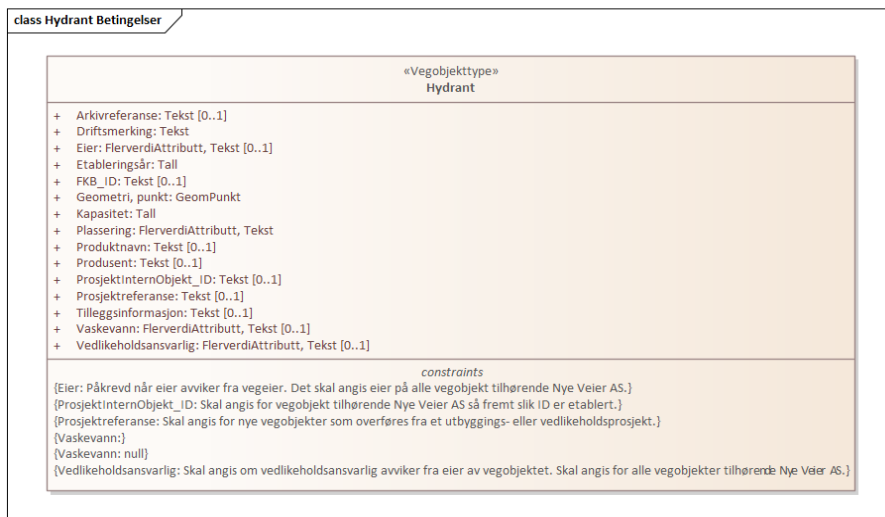 class Hydrant Betingelser
«Vegobjekttype»
Hydrant
+ Arkivreferanse: Tekst [0..1]
+ Driftsmerking: Tekst
+ Eier: FlerverdiAttributt, Tekst [0..1]
+ Etableringsår: Tall
+ FKB_ID: Tekst [0..1]
+ Geometri, punkt: GeomPunkt
+ Kapasitet: Tall
+ Plassering: FlerverdiAttributt, Tekst
+ Produktnavn: Tekst [0..1]
+ Produsent: Tekst [0..1]
+ ProsjektInternObjekt_ID: Tekst [0..1]
+ Prosjektreferanse: Tekst [0..1]
+ Tilleggsinformasjon: Tekst [0..1]
+ Vaskevann: FlerverdiAttributt, Tekst [0..1]
+ Vedlikeholdsansvarlig: FlerverdiAttributt, Tekst [0..1]
constraints
{Eier: Påkrevd når eier avviker fra vegeier. Det skal angis eier på alle vegobjekt tilhørende Nye Veier AS.}
{ProsjektInternObjekt_ID: Skal angis for vegobjekt tilhørende Nye Veier AS så fremt slik ID er etablert.}
{Prosjektreferanse: Skal angis for nye vegobjekter som overføres fra et utbyggings- eller vedlikeholdsprosjekt.}
{Vaskevann:}
{Vaskevann: null}
{Vedlikeholdsansvarlig: Skal angis om vedlikeholdsansvarlig avviker fra eier av vegobjektet. Skal angis for alle vegobjekter tilhørende Nye Veier AS.}